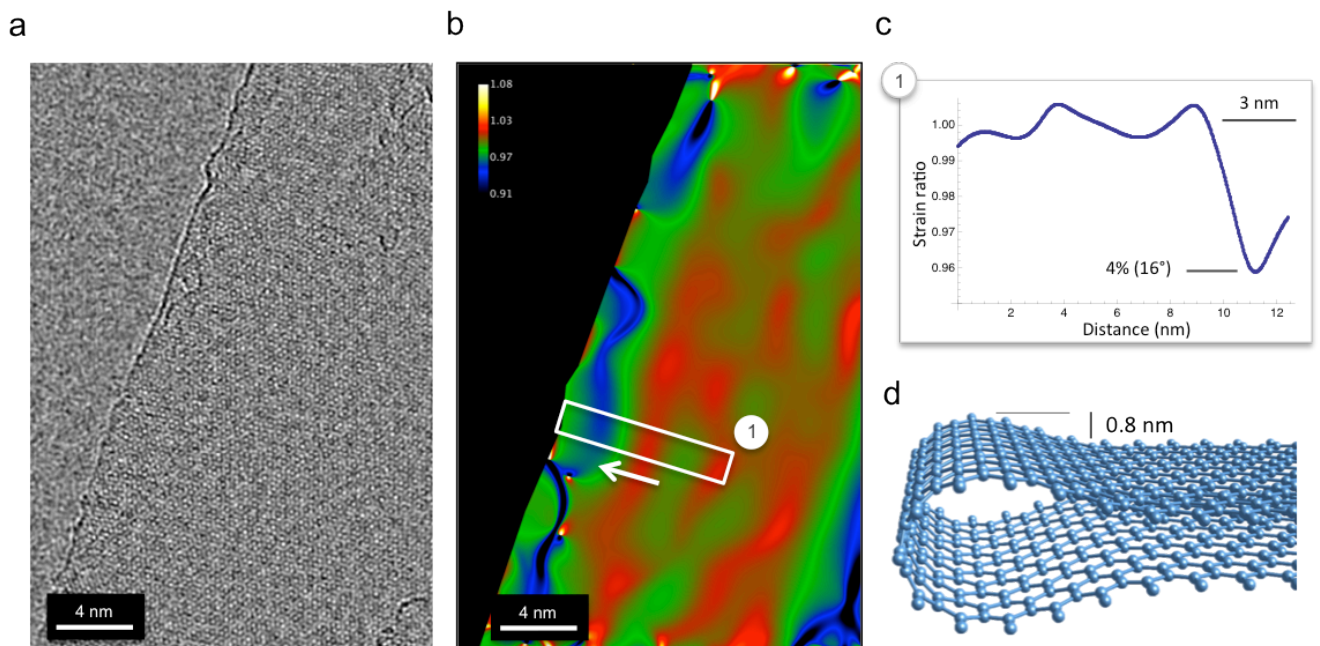 a
4 nm
b
1.08
1.03
0.97
0.91
1
4 nm
c
1
3 nm
1.00
0.99
0.98
0.97
0.96
Strain ratio
4% (16°)
2 4 6 8 10 12
Distance (nm)
d
0.8 nm